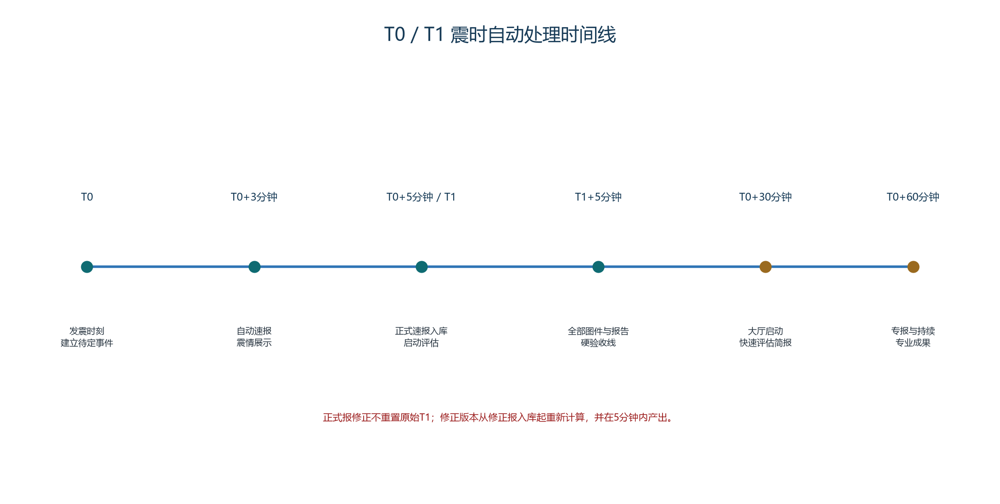 T0 / T1 震时自动处理时间线
T0
T0+3分钟
T0+5分钟 / T1
T1+5分钟
T0+30分钟
T0+60分钟
发震时刻
建立待定事件
自动速报
震情展示
正式速报入库
启动评估
全部图件与报告
硬验收线
大厅启动
快速评估简报
专报与持续
专业成果
正式报修正不重置原始T1；修正版本从修正报入库起重新计算，并在5分钟内产出。